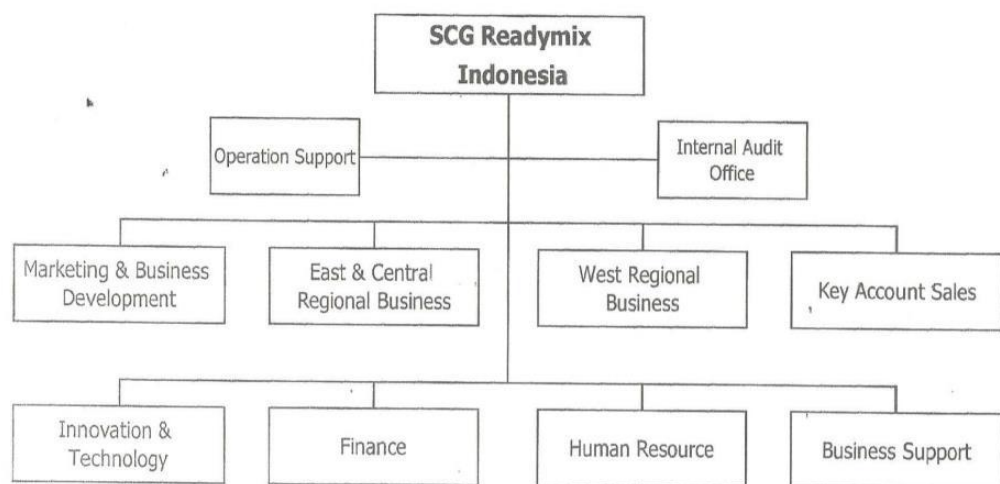 SCG Readymix
Indonesia
Operation Support
Internal Audit
Office
Marketing & Business
Development
East & Central
Regional Business
West Regional
Business
Key Account Sales
Innovation &
Technology
Finance
Human Resource
Business Support